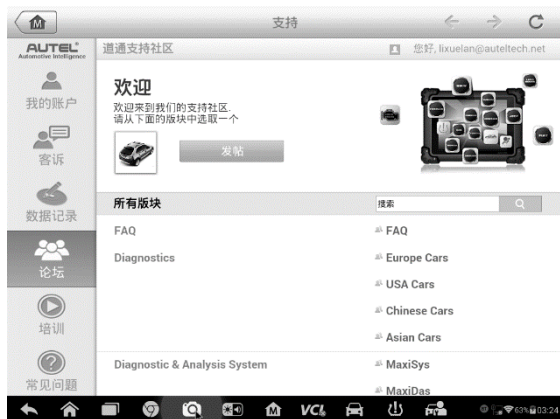 支持
AUTEL
Automotive Intelligence
道通支持社区
您好, lixuelan@auteltech.net
我的账户
客诉
数据记录
论坛
培训
常见问题
欢迎
欢迎来到我们的支持社区.
请从下面的版块中选取一个
发帖
所有版块
搜索
FAQ
FAQ
Diagnostics
Europe Cars
USA Cars
Chinese Cars
Asian Cars
Diagnostic & Analysis System
MaxiSys
MaxiDas
VCI
63%
03:24